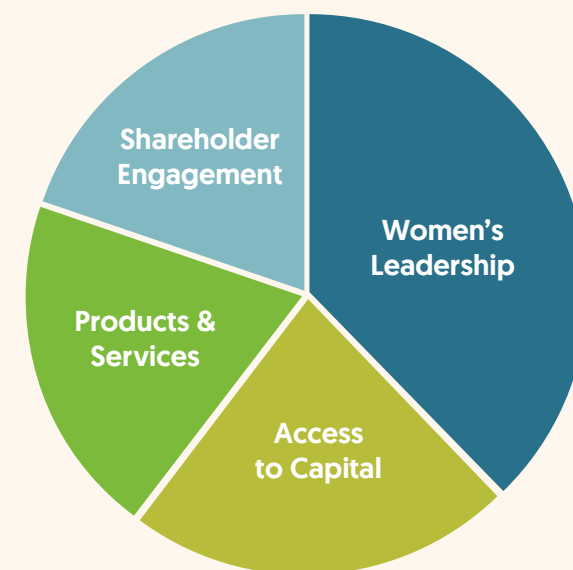 Shareholder
Engagement
Women’s
Leadership
Products &
Services
Access
to Capital